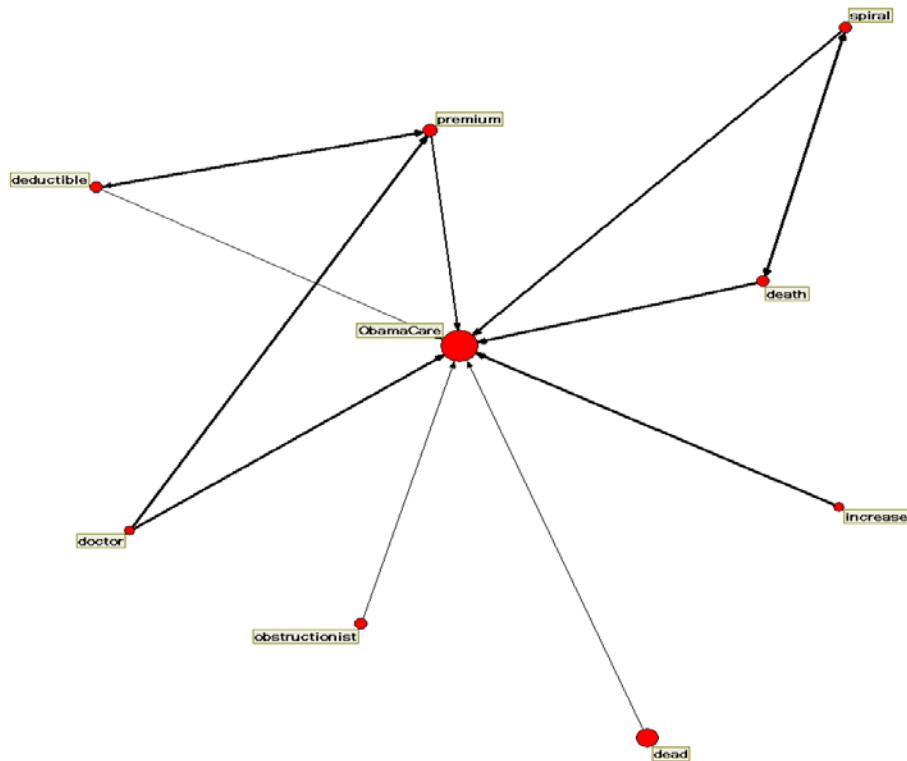 spiral
premium
deductible
death
ObamaCare
increase
doctor
obstructionist
dead